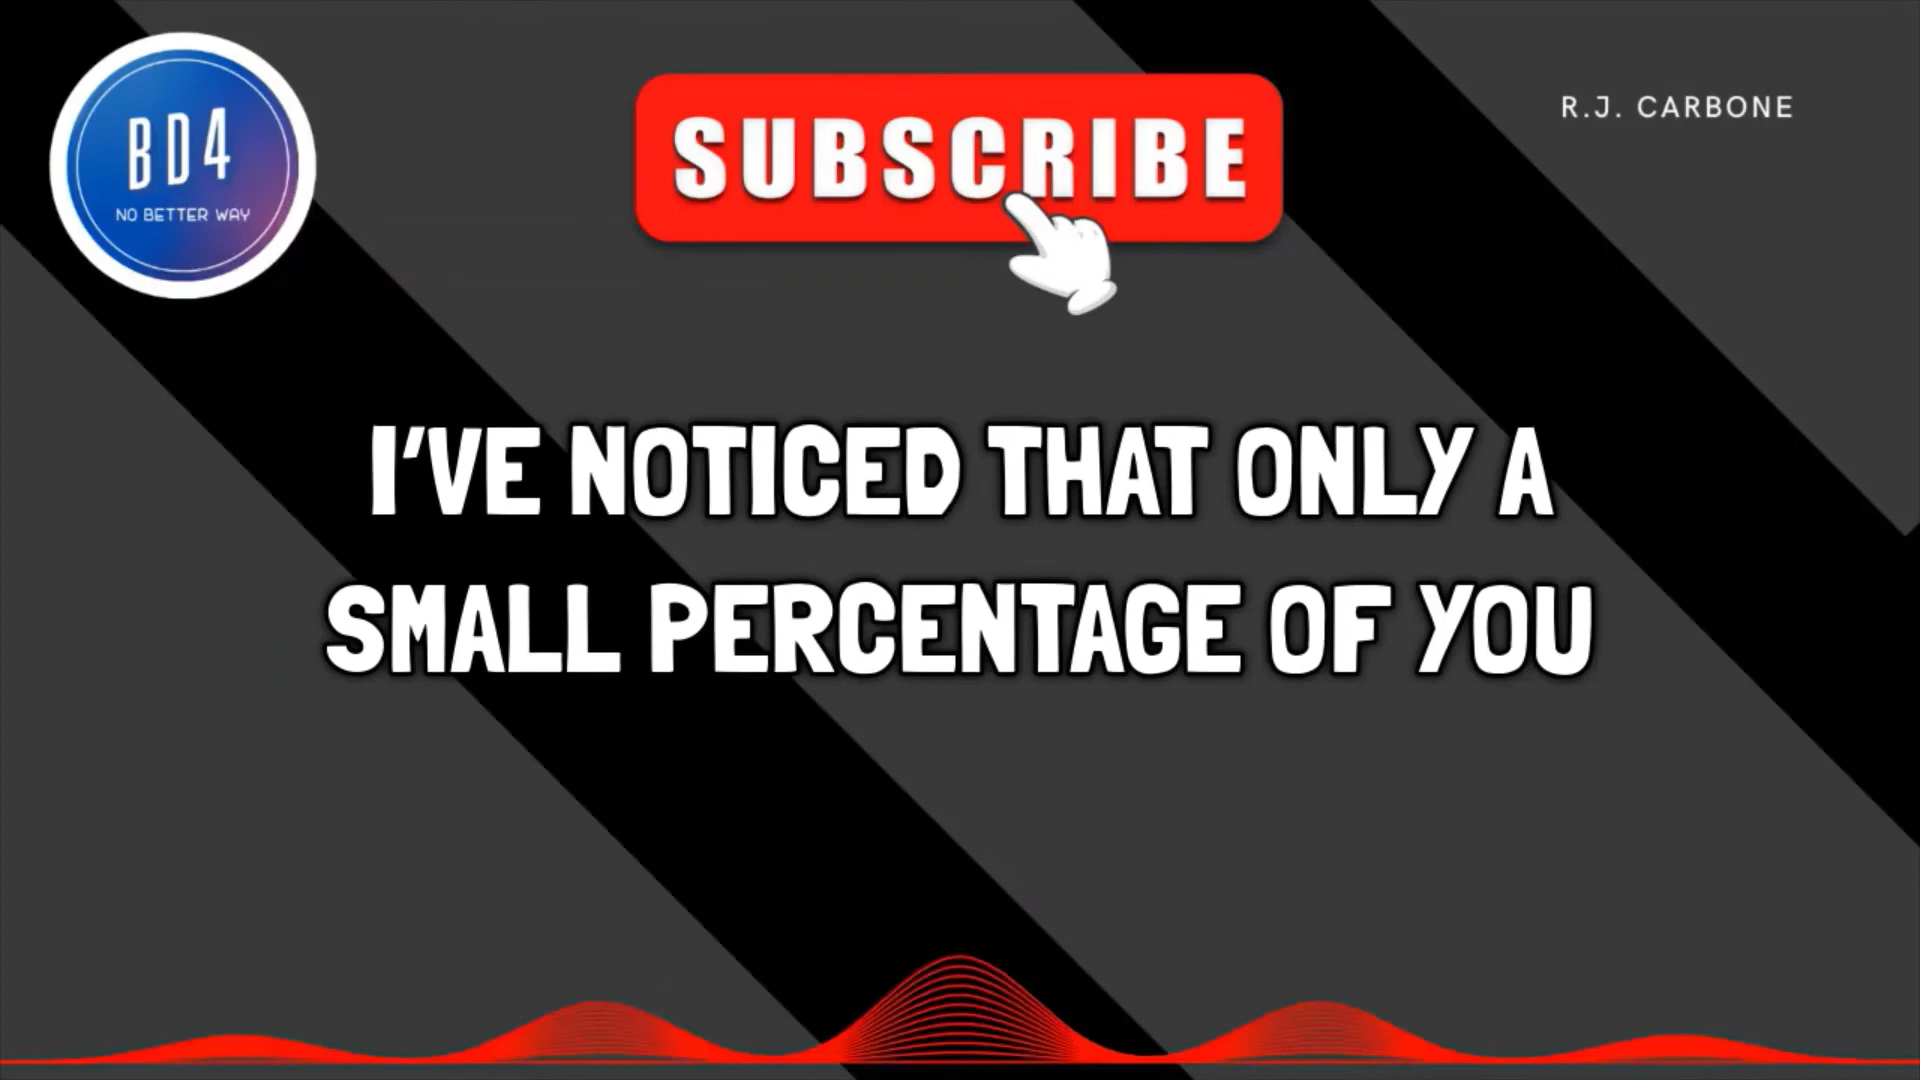 BD4
NO BETTER WAY
SUBSCRIBE
R.J. CARBONE
I'VE NOTICED THAT ONLY A
SMALL PERCENTAGE OF YOU